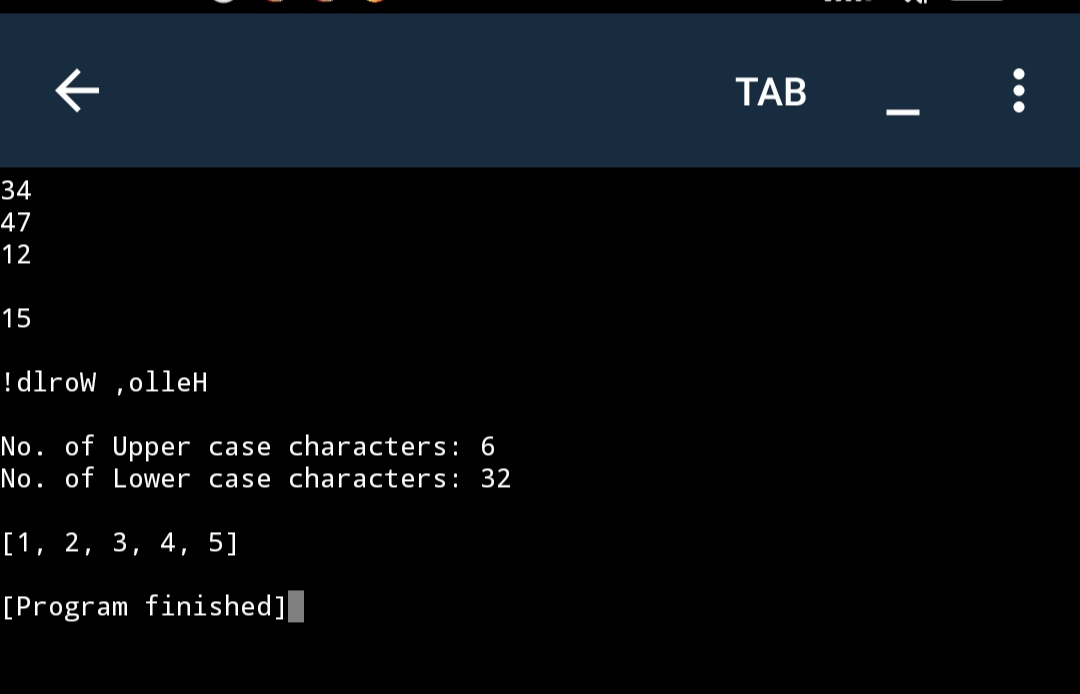 TAB
34
47
12
15
!dlroW ,olleH
No. of Upper case characters: 6
No. of Lower case characters: 32
[1, 2, 3, 4, 5]
[Program finished]